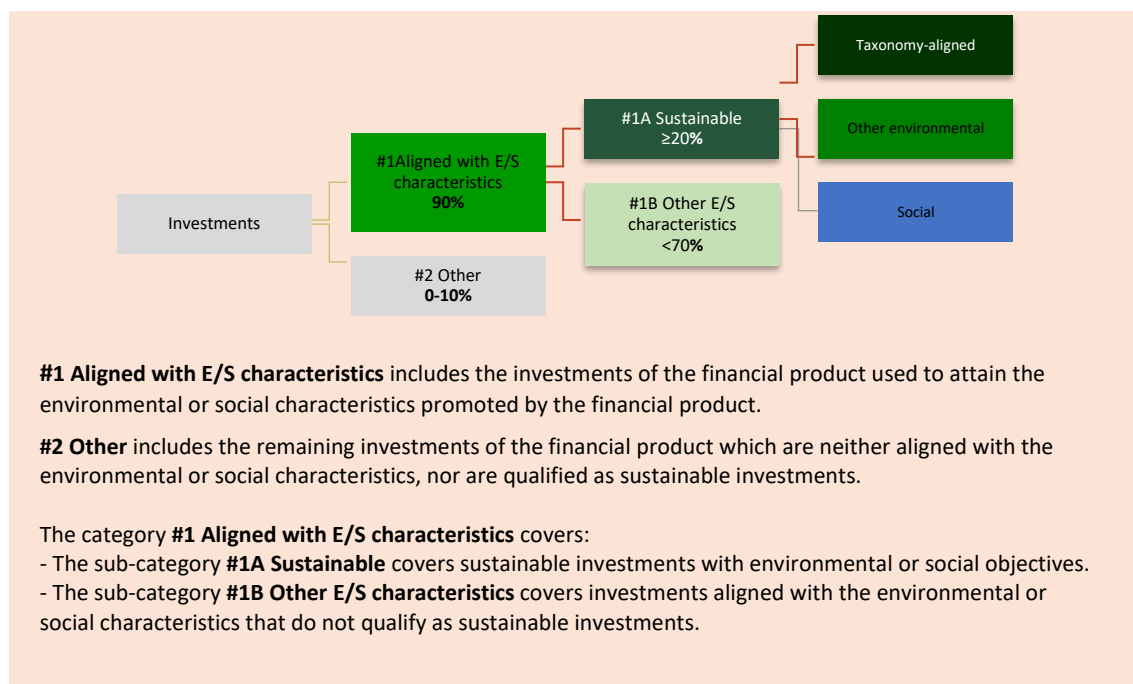 Taxonomy-aligned
#1A Sustainable
≥20%
Other environmental
#1Aligned with E/S
characteristics
90%
#1B Other E/S
characteristics
<70%
Social
Investments
#2 Other
0-10%
#1 Aligned with E/S characteristics includes the investments of the financial product used to attain the
environmental or social characteristics promoted by the financial product.
#2 Other includes the remaining investments of the financial product which are neither aligned with the
environmental or social characteristics, nor are qualified as sustainable investments.
The category #1 Aligned with E/S characteristics covers:
- The sub-category #1A Sustainable covers sustainable investments with environmental or social objectives.
- The sub-category #1B Other E/S characteristics covers investments aligned with the environmental or
social characteristics that do not qualify as sustainable investments.